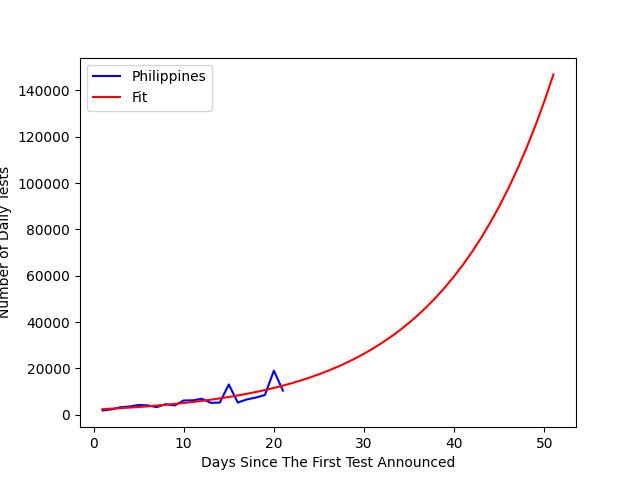 Philippines
Fit
140000
120000
100000
80000
60000
40000
20000
0
Number of Daily Tests
0 10 20 30 40 50
Days Since The First Test Announced